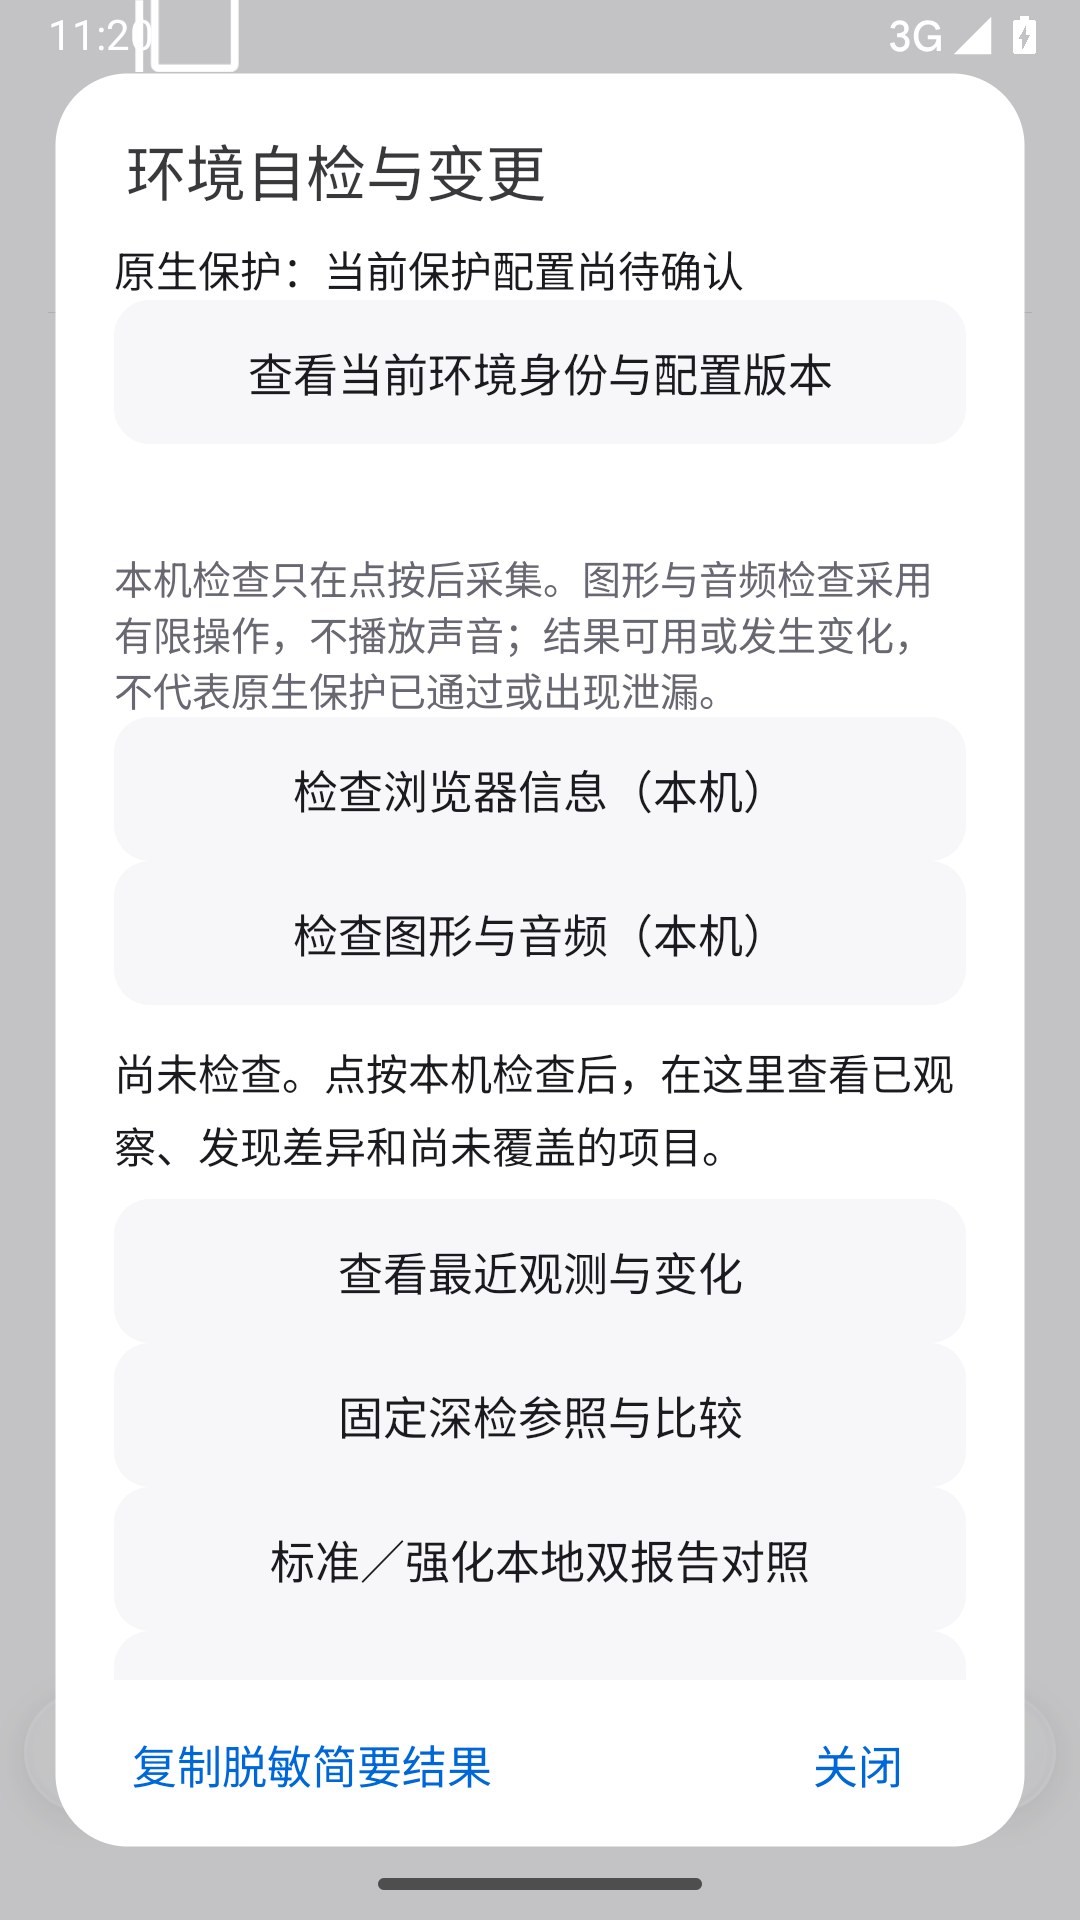 11:20
3G
环境自检与变更
原生保护：当前保护配置尚待确认
查看当前环境身份与配置版本
本机检查只在点按后采集。图形与音频检查采用
有限操作，不播放声音；结果可用或发生变化，
不代表原生保护已通过或出现泄漏。
检查浏览器信息（本机）
检查图形与音频（本机）
尚未检查。点按本机检查后，在这里查看已观
察、发现差异和尚未覆盖的项目。
查看最近观测与变化
固定深检参照与比较
标准／强化本地双报告对照
复制脱敏简要结果
关闭